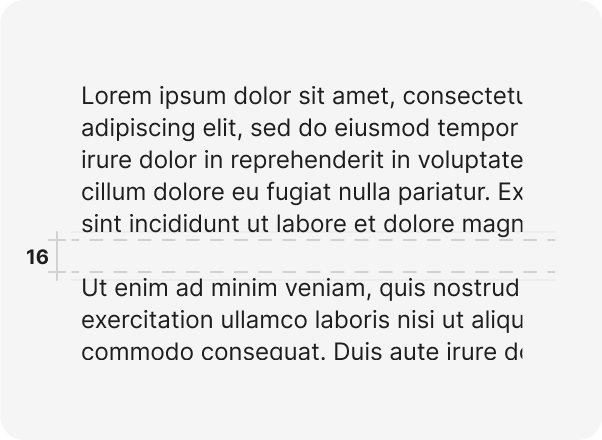 Lorem ipsum dolor sit amet, consectetu
adipiscing elit, sed do eiusmod tempor
irure dolor in reprehenderit in voluptate
cillum dolore eu fugiat nulla pariatur. Ex
sint incididunt ut labore et dolore magn
16
Ut enim ad minim veniam, quis nostrud
exercitation ullamco laboris nisi ut aliqu
commodo consequat. Duis aute irure do